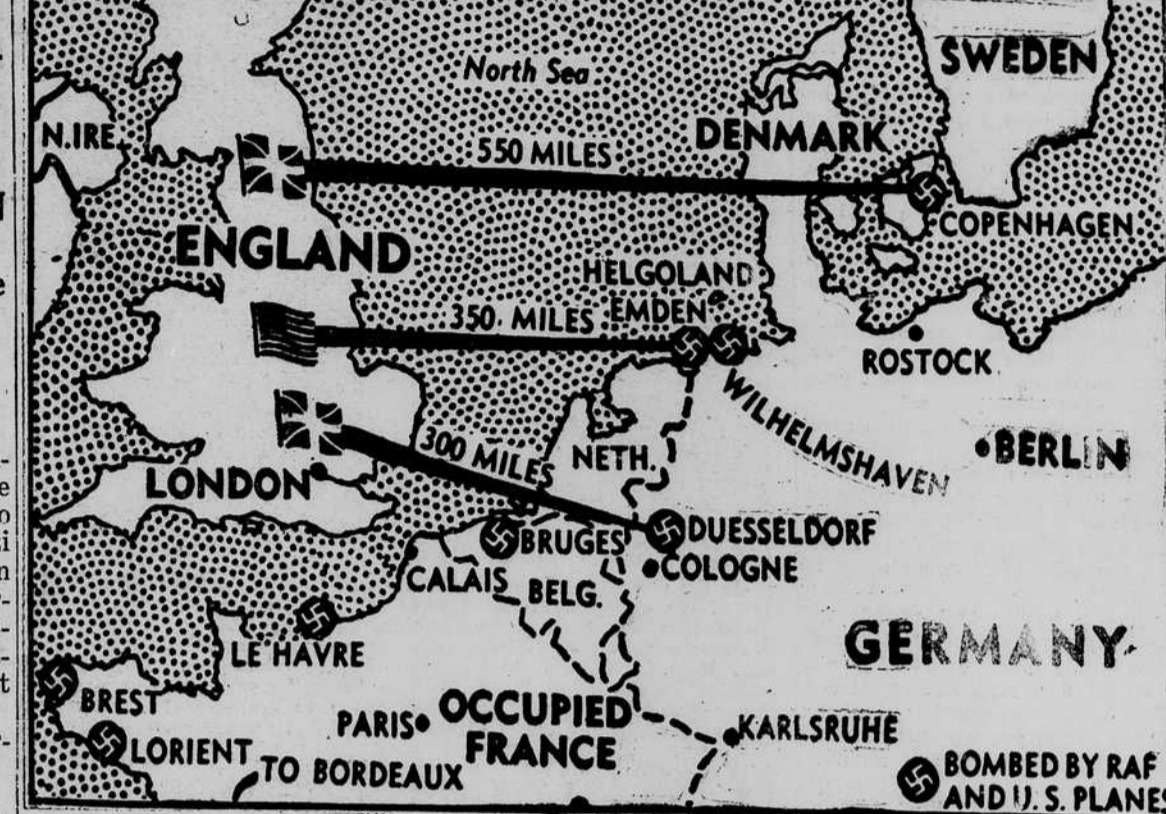 North Sea
SWEDEN
N.IRE.
550 MILES
DENMARK
COPENHAGEN
ENGLAND
HELGOLAND
350 MILES
EMDEN
ROSTOCK
WILHELMSHAVEN
BERLIN
300 MILES
NETH.
LONDON
BRUGES
DUESSELDORF
COLOGNE
CALAIS
BELG.
GERMANY
LE HAVRE
BREST
PARIS
OCCUPIED
FRANCE
KARLSRUHE
LORIENT
TO BORDEAUX
BOMBED BY RAF
AND U. S. PLANES